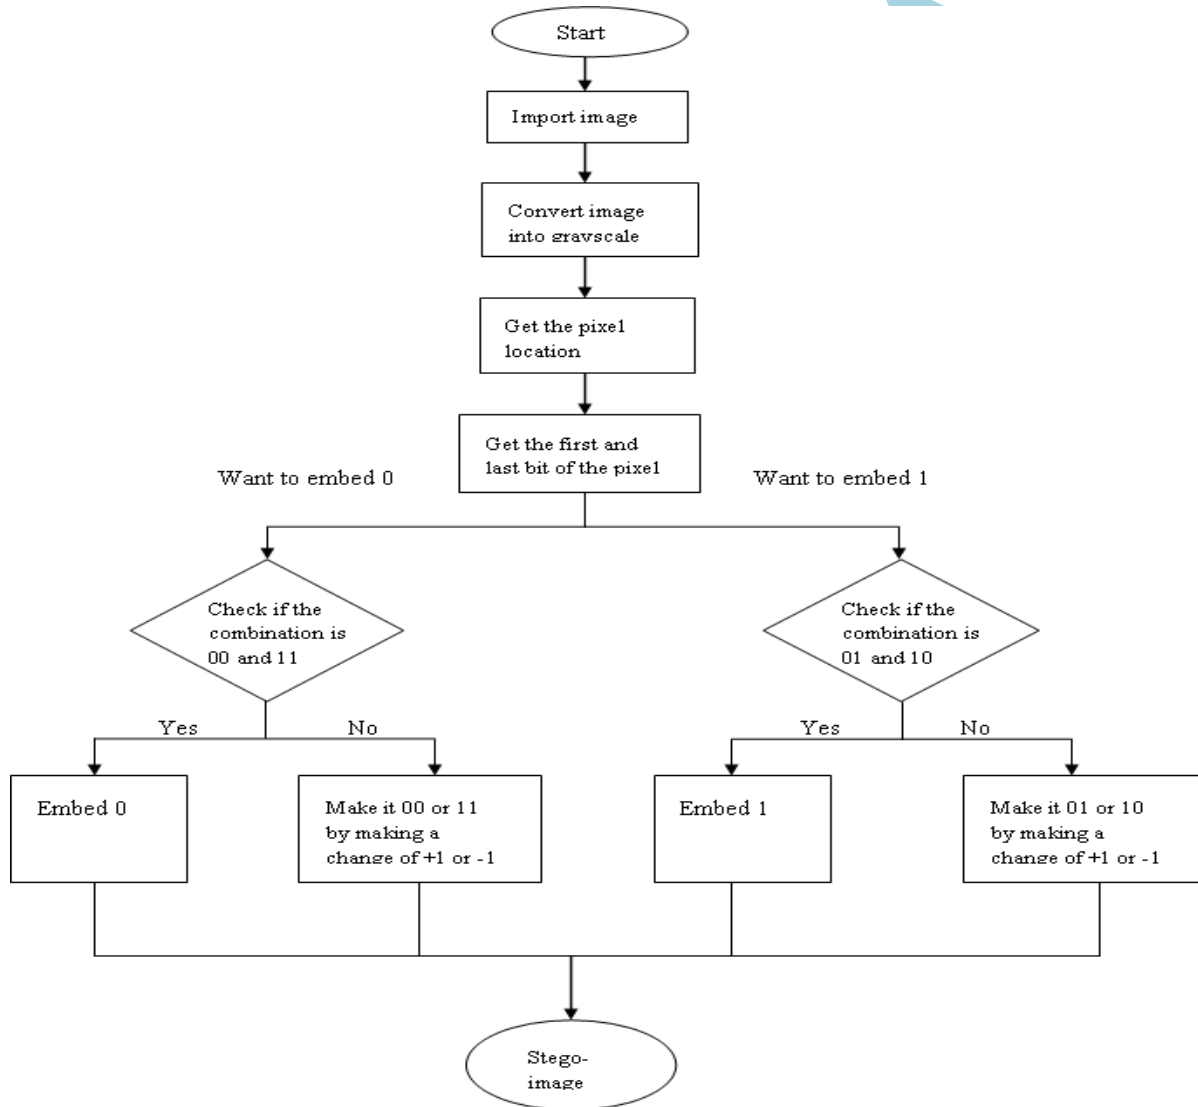 Start
Import image
Convert image
into grayscale
Get the pixel
location
Get the first and
last bit of the pixel
Want to embed 0
Want to embed 1
Check if the
combination is
00 and 11
Check if the
combination is
01 and 10
Yes
No
Yes
No
Embed 0
Make it 00 or 11
by making a
change of +1 or -1
Embed 1
Make it 01 or 10
by making a
change of +1 or -1
Stego-
image